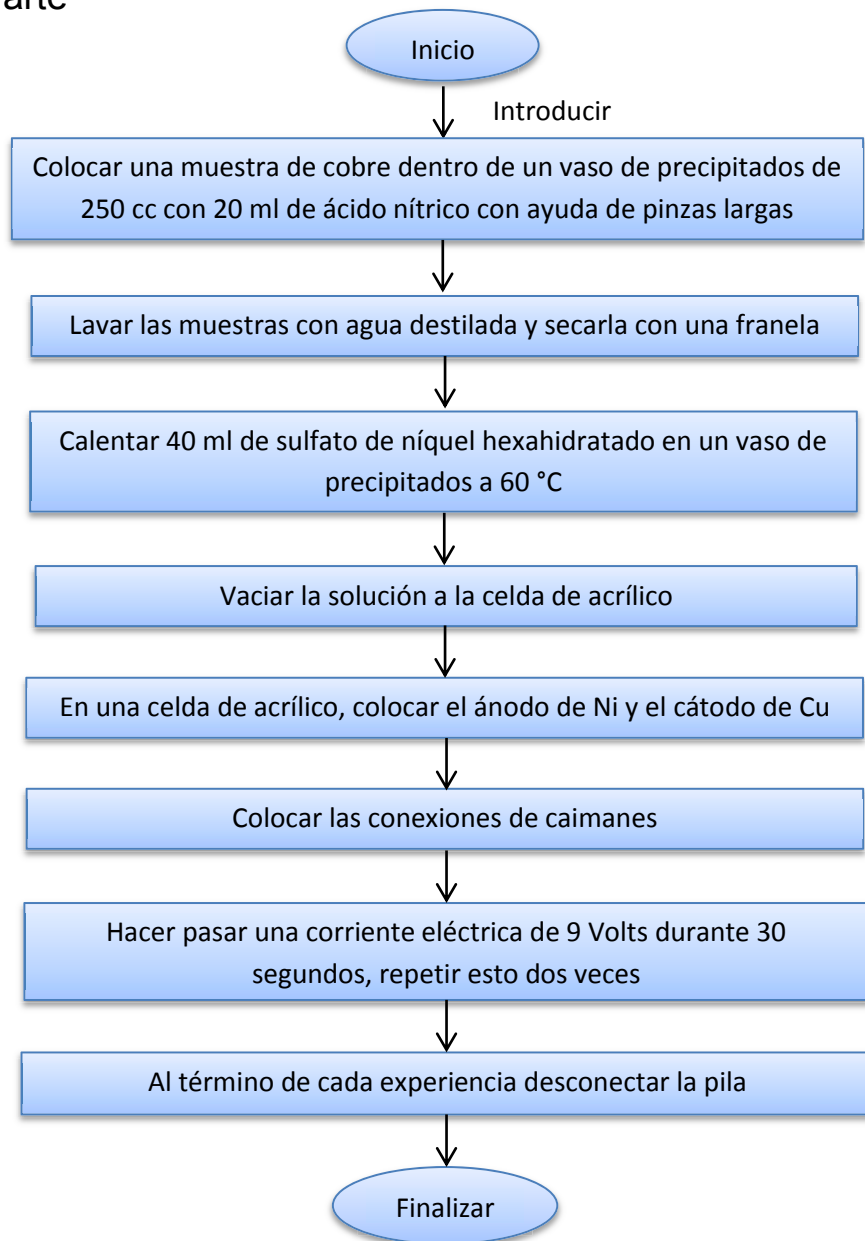 Inicio
Introducir
Colocar una muestra de cobre dentro de un vaso de precipitados de
250 cc con 20 ml de ácido nítrico con ayuda de pinzas largas
Lavar las muestras con agua destilada y secarla con una franela
Calentar 40 ml de sulfato de níquel hexahidratado en un vaso de
precipitados a 60 °C
Vaciar la solución a la celda de acrílico
En una celda de acrílico, colocar el ánodo de Ni y el cátodo de Cu
Colocar las conexiones de caimanes
Hacer pasar una corriente eléctrica de 9 Volts durante 30
segundos, repetir esto dos veces
Al término de cada experiencia desconectar la pila
Finalizar